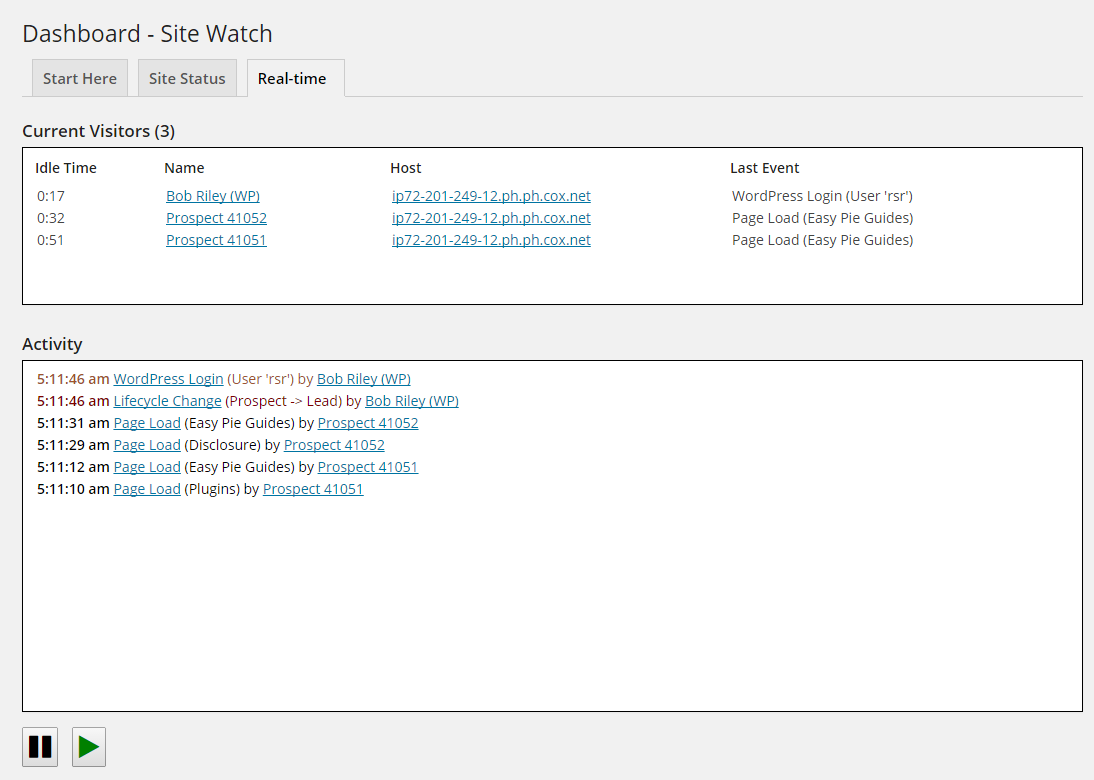 Dashboard - Site Watch
Start Here Site Status Real-time
Current Visitors (3)
Idle Time Name Host Last Event
0:17 Bob Riley (WP) ip72-201-249-12.ph.ph.cox.net WordPress Login (User 'rsr')
0:32 Prospect 41052 ip72-201-249-12.ph.ph.cox.net Page Load (Easy Pie Guides)
0:51 Prospect 41051 ip72-201-249-12.ph.ph.cox.net Page Load (Easy Pie Guides)
Activity
5:11:46 am WordPress Login (User 'rsr') by Bob Riley (WP)
5:11:46 am Lifecycle Change (Prospect -> Lead) by Bob Riley (WP)
5:11:31 am Page Load (Easy Pie Guides) by Prospect 41052
5:11:29 am Page Load (Disclosure) by Prospect 41052
5:11:12 am Page Load (Easy Pie Guides) by Prospect 41051
5:11:10 am Page Load (Plugins) by Prospect 41051